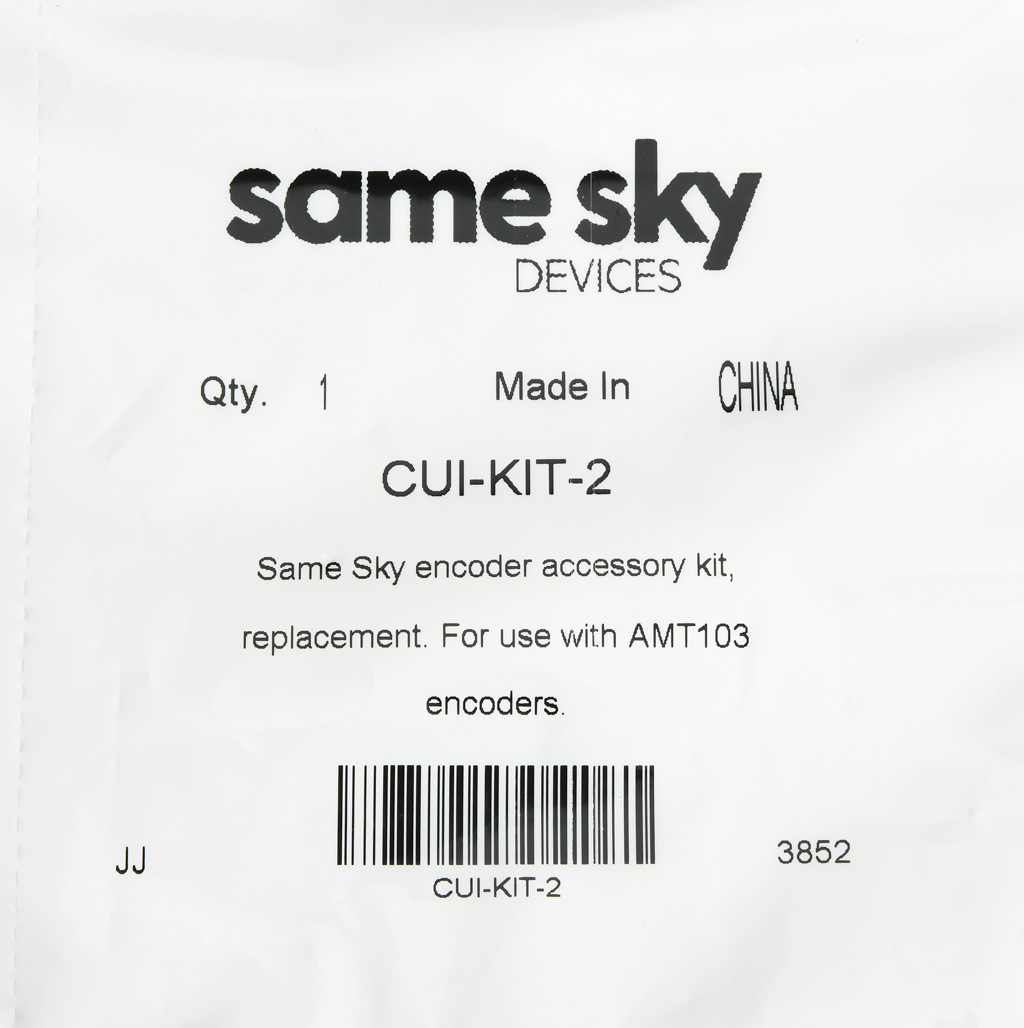 same sky
DEVICES
Qty. 1 Made In CHINA
CUI-KIT-2
Same Sky encoder accessory kit,
replacement. For use with AMT103
encoders.
JJ 3852
CUI-KIT-2